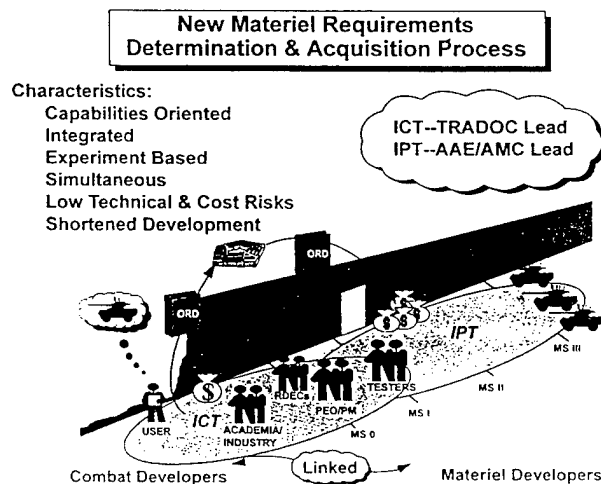 New Materiel Requirements
Determination & Acquisition Process
Characteristics:
Capabilities Oriented
Integrated
Experiment Based
Simultaneous
Low Technical & Cost Risks
Shortened Development
ICT--TRADOC Lead
IPT--AAE/AMC Lead
ORD
ORD
$
$
$
$
$
IPT
MS III
TESTERS
RDECs
MS II
$
ICT
PEO/PM
USER
ACADEMIA/
INDUSTRY
MS I
MS 0
Combat Developers
Linked
Materiel Developers